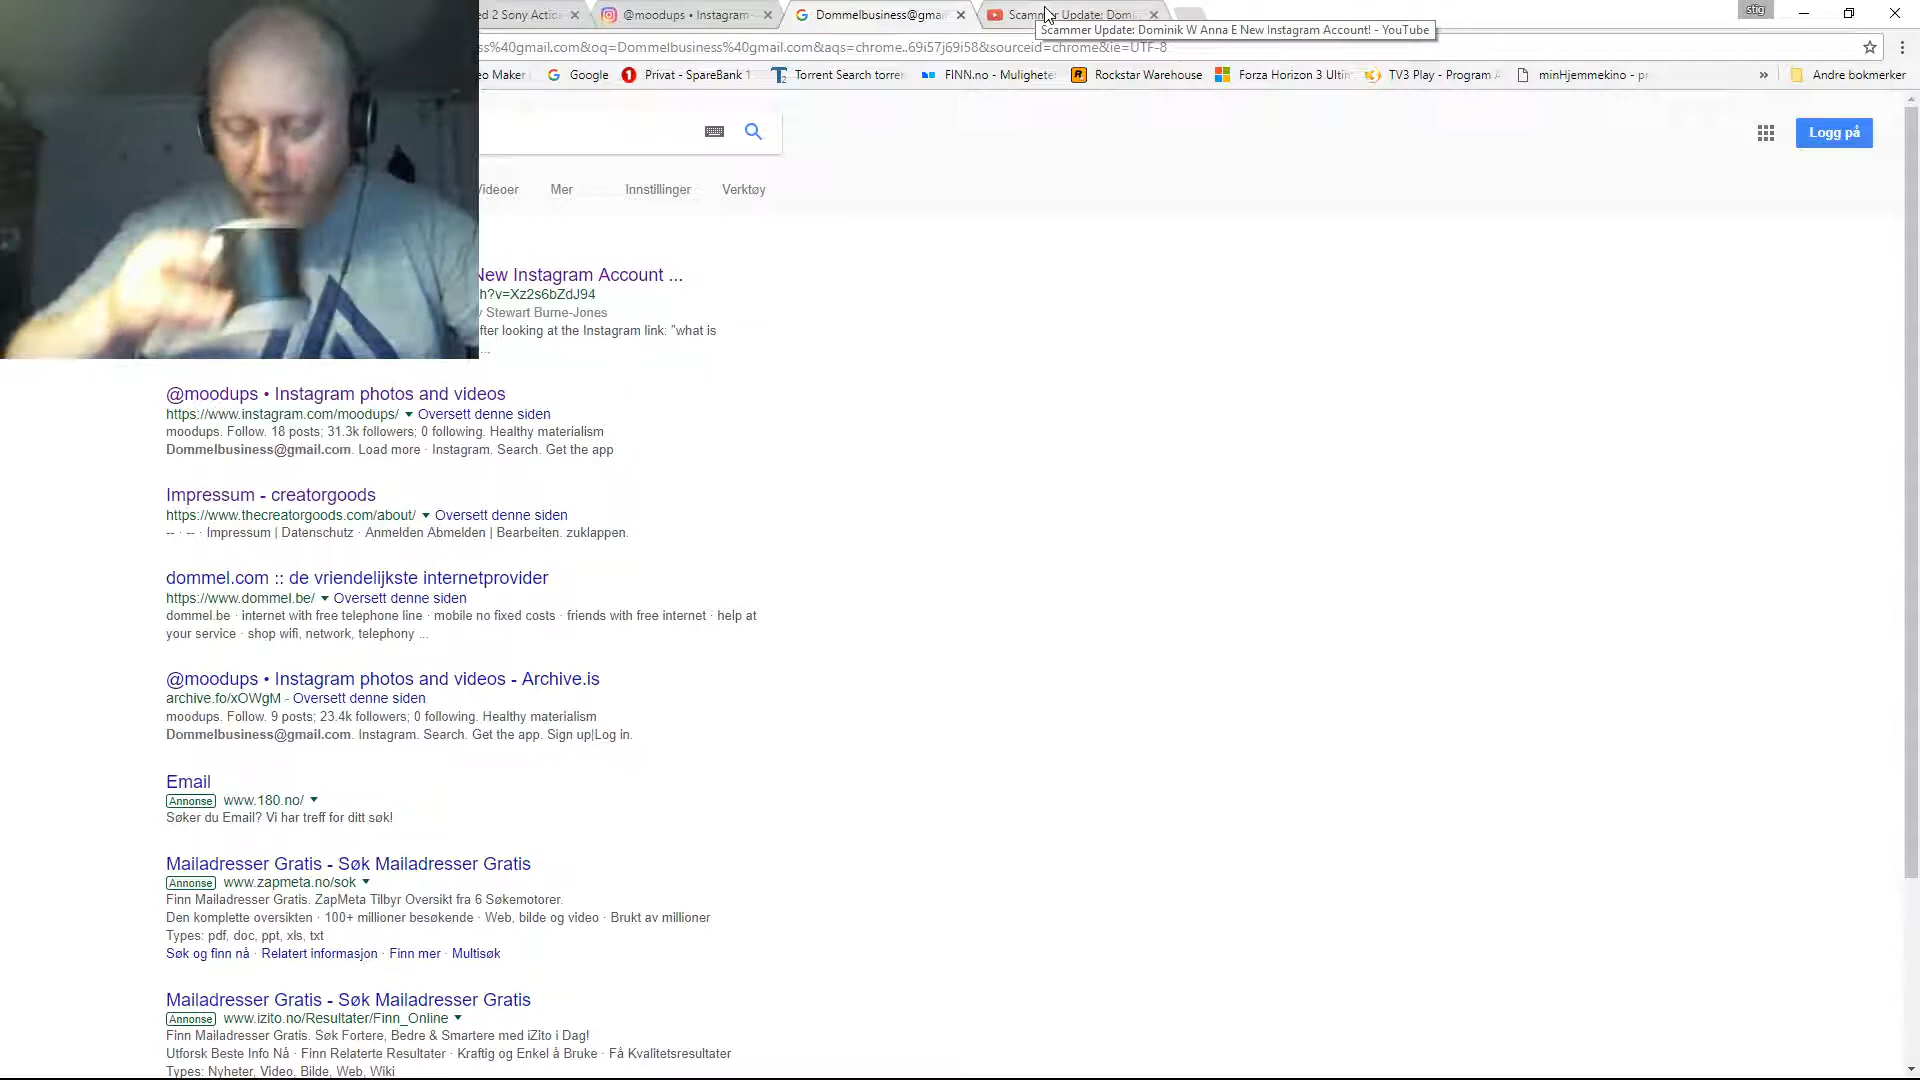 ed 2 Sony Actio
@moodups • Instagram
Dommelbusiness@gmai
Scammer Update: Dom
stig
Scammer Update: Dominik W Anna E New Instagram Account! - YouTube
ss%40gmail.com&oq=Dommelbusiness%40gmail.com&aqs=chrome..69i57j69i58&sourceid=chrome&ie=UTF-8
eo Maker
Google
Privat - SpareBank 1
Torrent Search torre
FINN.no - Mulighete
Rockstar Warehouse
Forza Horizon 3 Ultin
TV3 Play - Program A
minHjemmekino - pr
»
Andre bokmerker
Logg på
Videoer
Mer
Innstillinger
Verktøy
New Instagram Account ...
h?v=Xz2s6bZdJ94
y Stewart Burne-Jones
fter looking at the Instagram link: "what is
...
@moodups • Instagram photos and videos
https://www.instagram.com/moodups/ Oversett denne siden
moodups. Follow. 18 posts; 31.3k followers; 0 following. Healthy materialism
Dommelbusiness@gmail.com. Load more · Instagram. Search. Get the app
Impressum - creatorgoods
https://www.thecreatorgoods.com/about/ Oversett denne siden
-- · -- · Impressum | Datenschutz · Anmelden Abmelden | Bearbeiten. zuklappen.
dommel.com :: de vriendelijkste internetprovider
https://www.dommel.be/ Oversett denne siden
dommel.be · internet with free telephone line · mobile no fixed costs · friends with free internet · help at
your service · shop wifi, network, telephony ...
@moodups • Instagram photos and videos - Archive.is
archive.fo/xOWgM - Oversett denne siden
moodups. Follow. 9 posts; 23.4k followers; 0 following. Healthy materialism
Dommelbusiness@gmail.com. Instagram. Search. Get the app. Sign up|Log in.
Email
Annonse www.180.no/
Søker du Email? Vi har treff for ditt søk!
Mailadresser Gratis - Søk Mailadresser Gratis
Annonse www.zapmeta.no/sok
Finn Mailadresser Gratis. ZapMeta Tilbyr Oversikt fra 6 Søkemotorer.
Den komplette oversikten · 100+ millioner besøkende · Web, bilde og video · Brukt av millioner
Types: pdf, doc, ppt, xls, txt
Søk og finn nå · Relatert informasjon · Finn mer · Multisøk
Mailadresser Gratis - Søk Mailadresser Gratis
Annonse www.izito.no/Resultater/Finn_Online
Finn Mailadresser Gratis. Søk Fortere, Bedre & Smartere med iZito i Dag!
Utforsk Beste Info Nå · Finn Relaterte Resultater · Kraftig og Enkel å Bruke · Få Kvalitetsresultater
Types: Nyheter, Video, Bilde, Web, Wiki